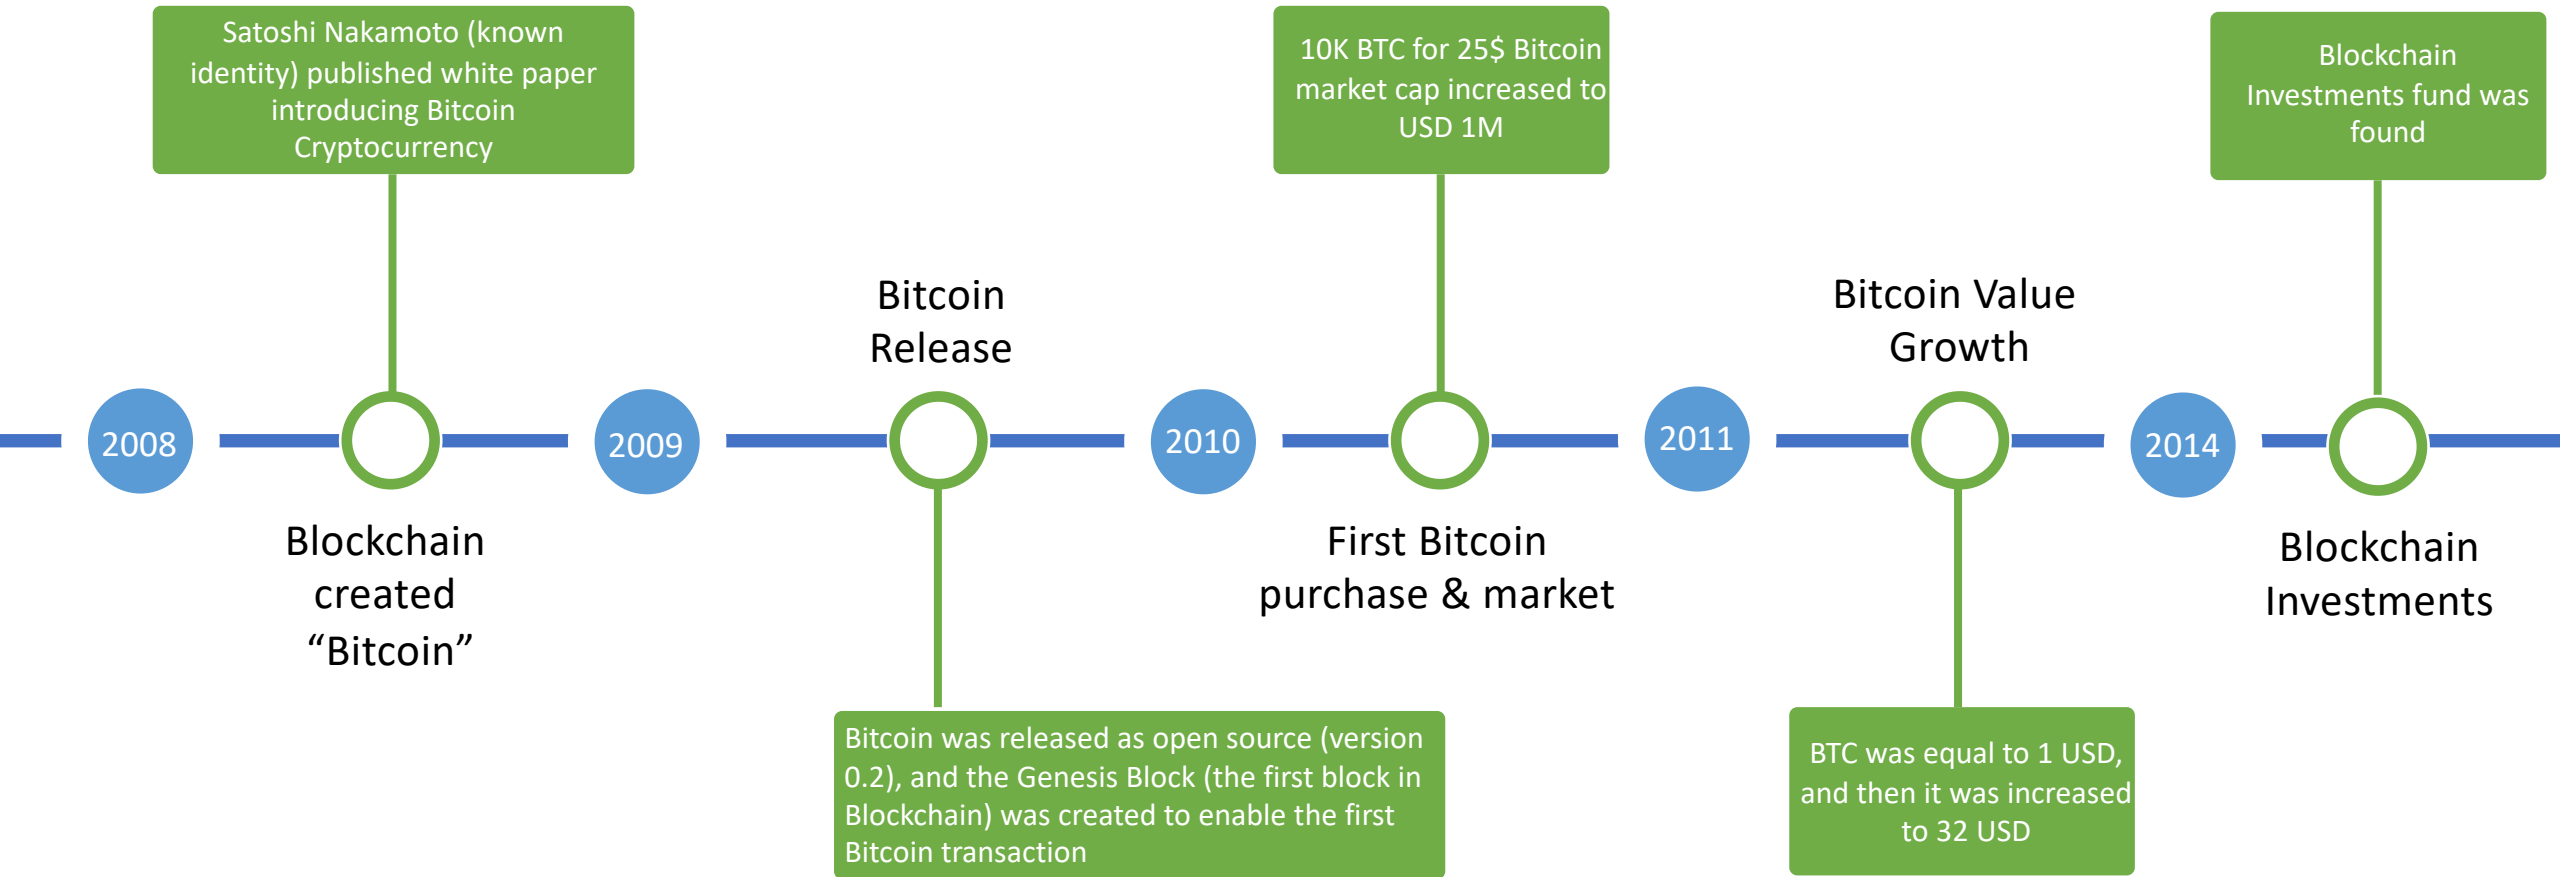 Satoshi Nakamoto (known
identity) published white paper
introducing Bitcoin
Cryptocurrency
10K BTC for 25$ Bitcoin
market cap increased to
USD 1M
Blockchain
Investments fund was
found
Bitcoin
Release
Bitcoin Value
Growth
2008
2009
2010
2011
2014
Blockchain
created
“Bitcoin”
First Bitcoin
purchase & market
Blockchain
Investments
Bitcoin was released as open source (version
0.2), and the Genesis Block (the first block in
Blockchain) was created to enable the first
Bitcoin transaction
BTC was equal to 1 USD,
and then it was increased
to 32 USD